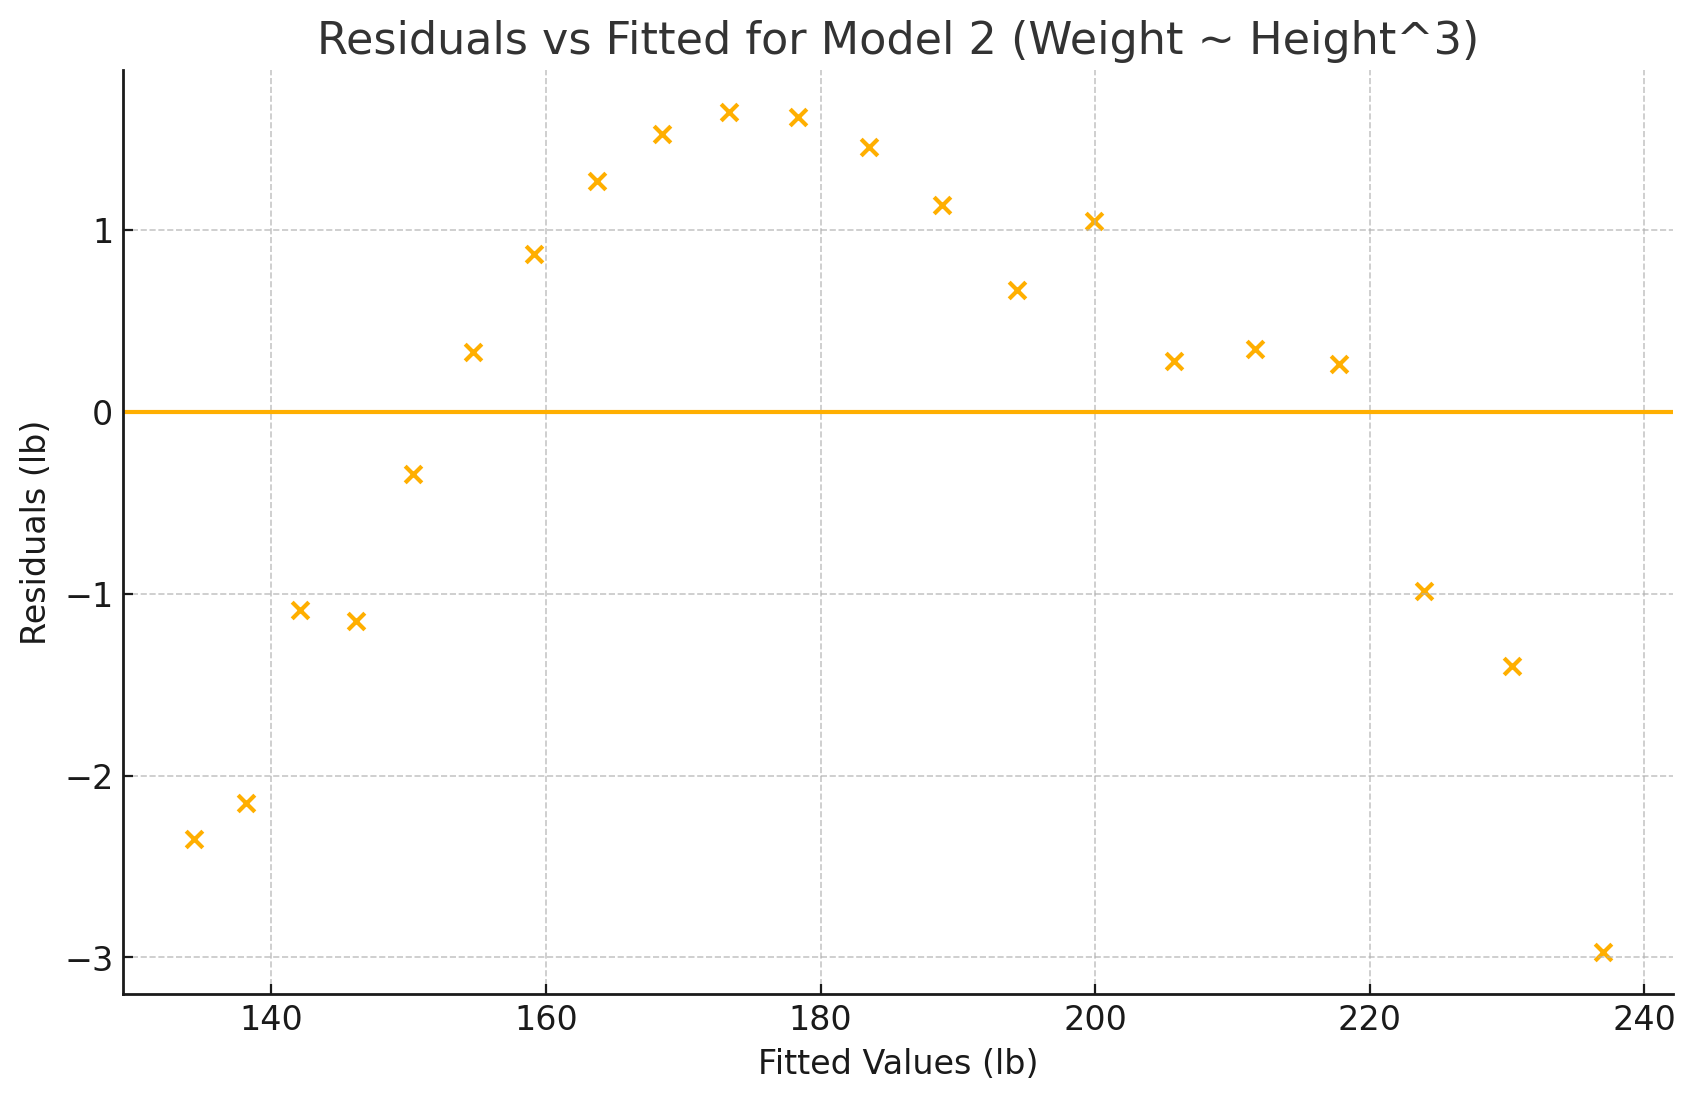 Residuals vs Fitted for Model 2 (Weight ~ Height^3)
Residuals (lb)
1
0
−1
−2
−3
140 160 180 200 220 240
Fitted Values (lb)